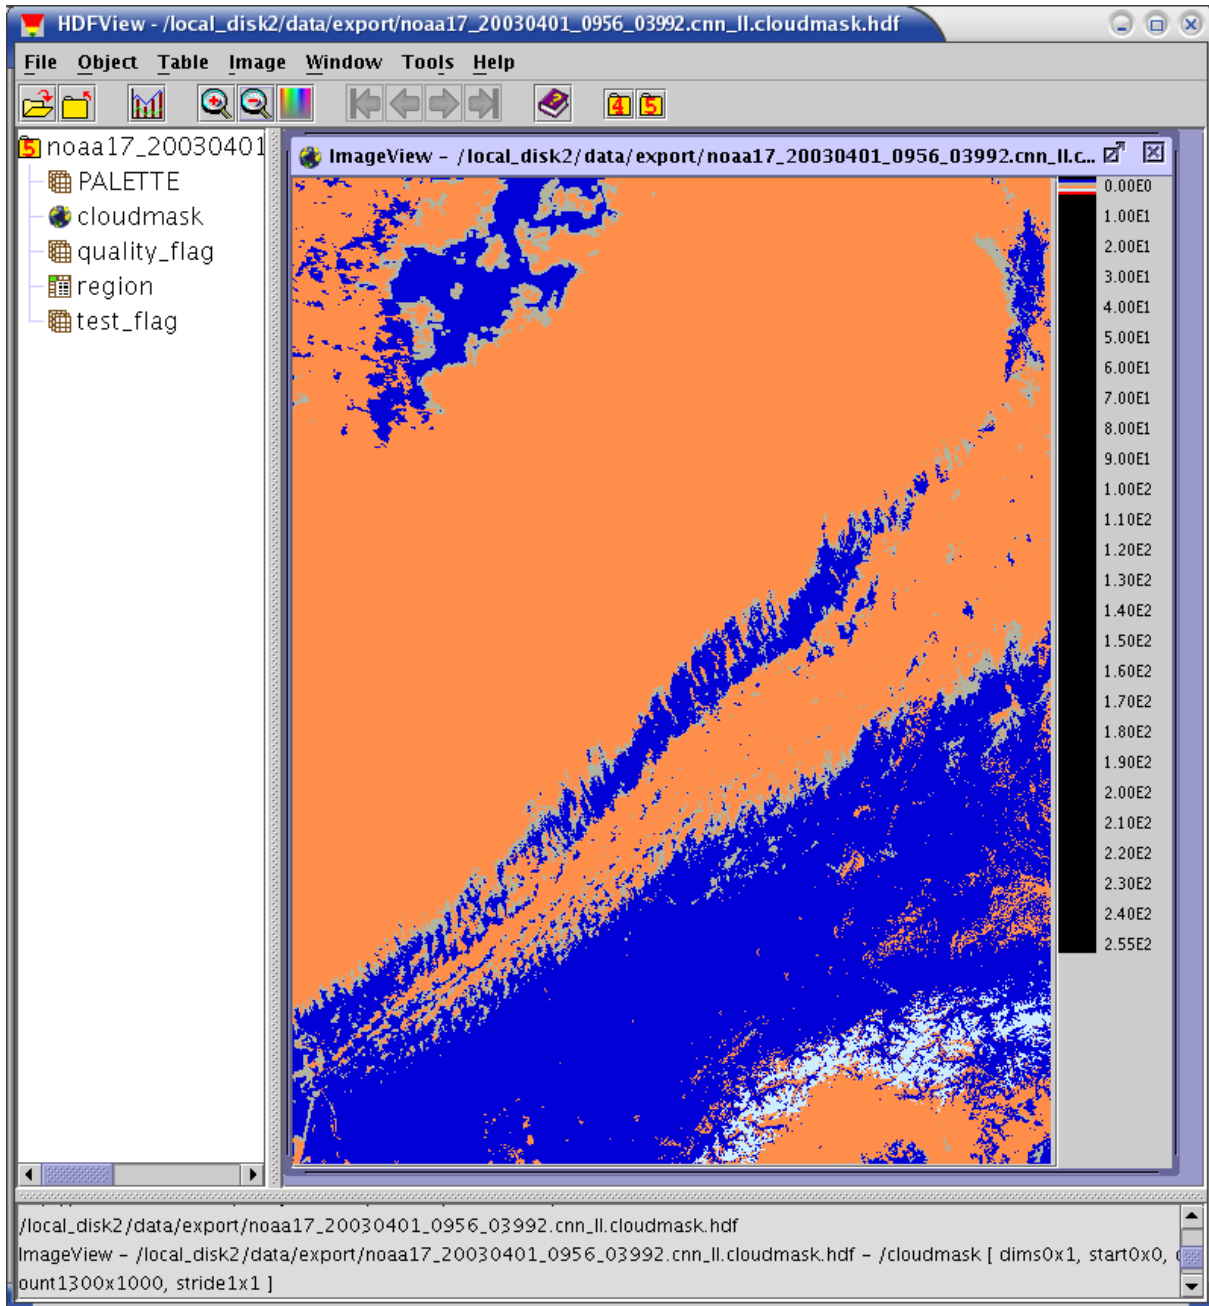 HDFView - /local_disk2/data/export/noaa17_20030401_0956_03992.cnn_ll.cloudmask.hdf
File Object Table Image Window Tools Help
4 5
5 noaa17_20030401
PALETTE
cloudmask
quality_flag
region
test_flag
ImageView - /local_disk2/data/export/noaa17_20030401_0956_03992.cnn_ll.c...
0.00E0
1.00E1
2.00E1
3.00E1
4.00E1
5.00E1
6.00E1
7.00E1
8.00E1
9.00E1
1.00E2
1.10E2
1.20E2
1.30E2
1.40E2
1.50E2
1.60E2
1.70E2
1.80E2
1.90E2
2.00E2
2.10E2
2.20E2
2.30E2
2.40E2
2.55E2
/local_disk2/data/export/noaa17_20030401_0956_03992.cnn_ll.cloudmask.hdf
ImageView - /local_disk2/data/export/noaa17_20030401_0956_03992.cnn_ll.cloudmask.hdf - /cloudmask [ dims0x1, start0x0, c
ount1300x1000, stride1x1 ]